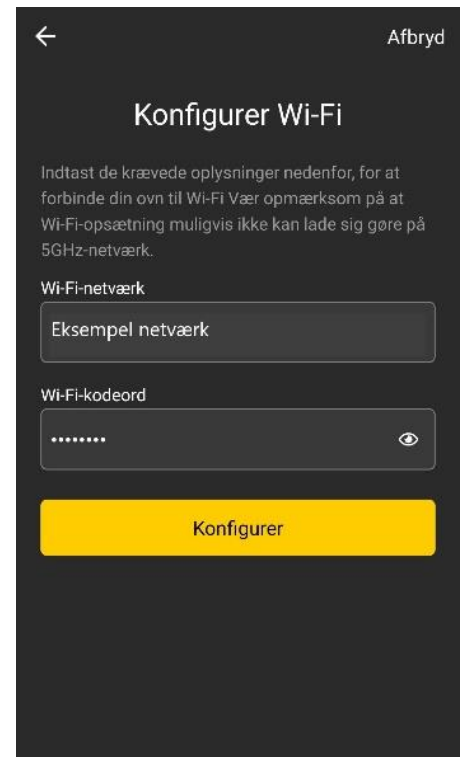 Afbryd
Konfigurer Wi-Fi
Indtast de krævede oplysninger nedenfor, for at
forbinde din ovn til Wi-Fi Vær opmærksom på at
Wi-Fi-opsætning muligvis ikke kan lade sig gøre på
5GHz-netværk.
Wi-Fi-netværk
Eksempel netværk
Wi-Fi-kodeord
••••••••
Konfigurer